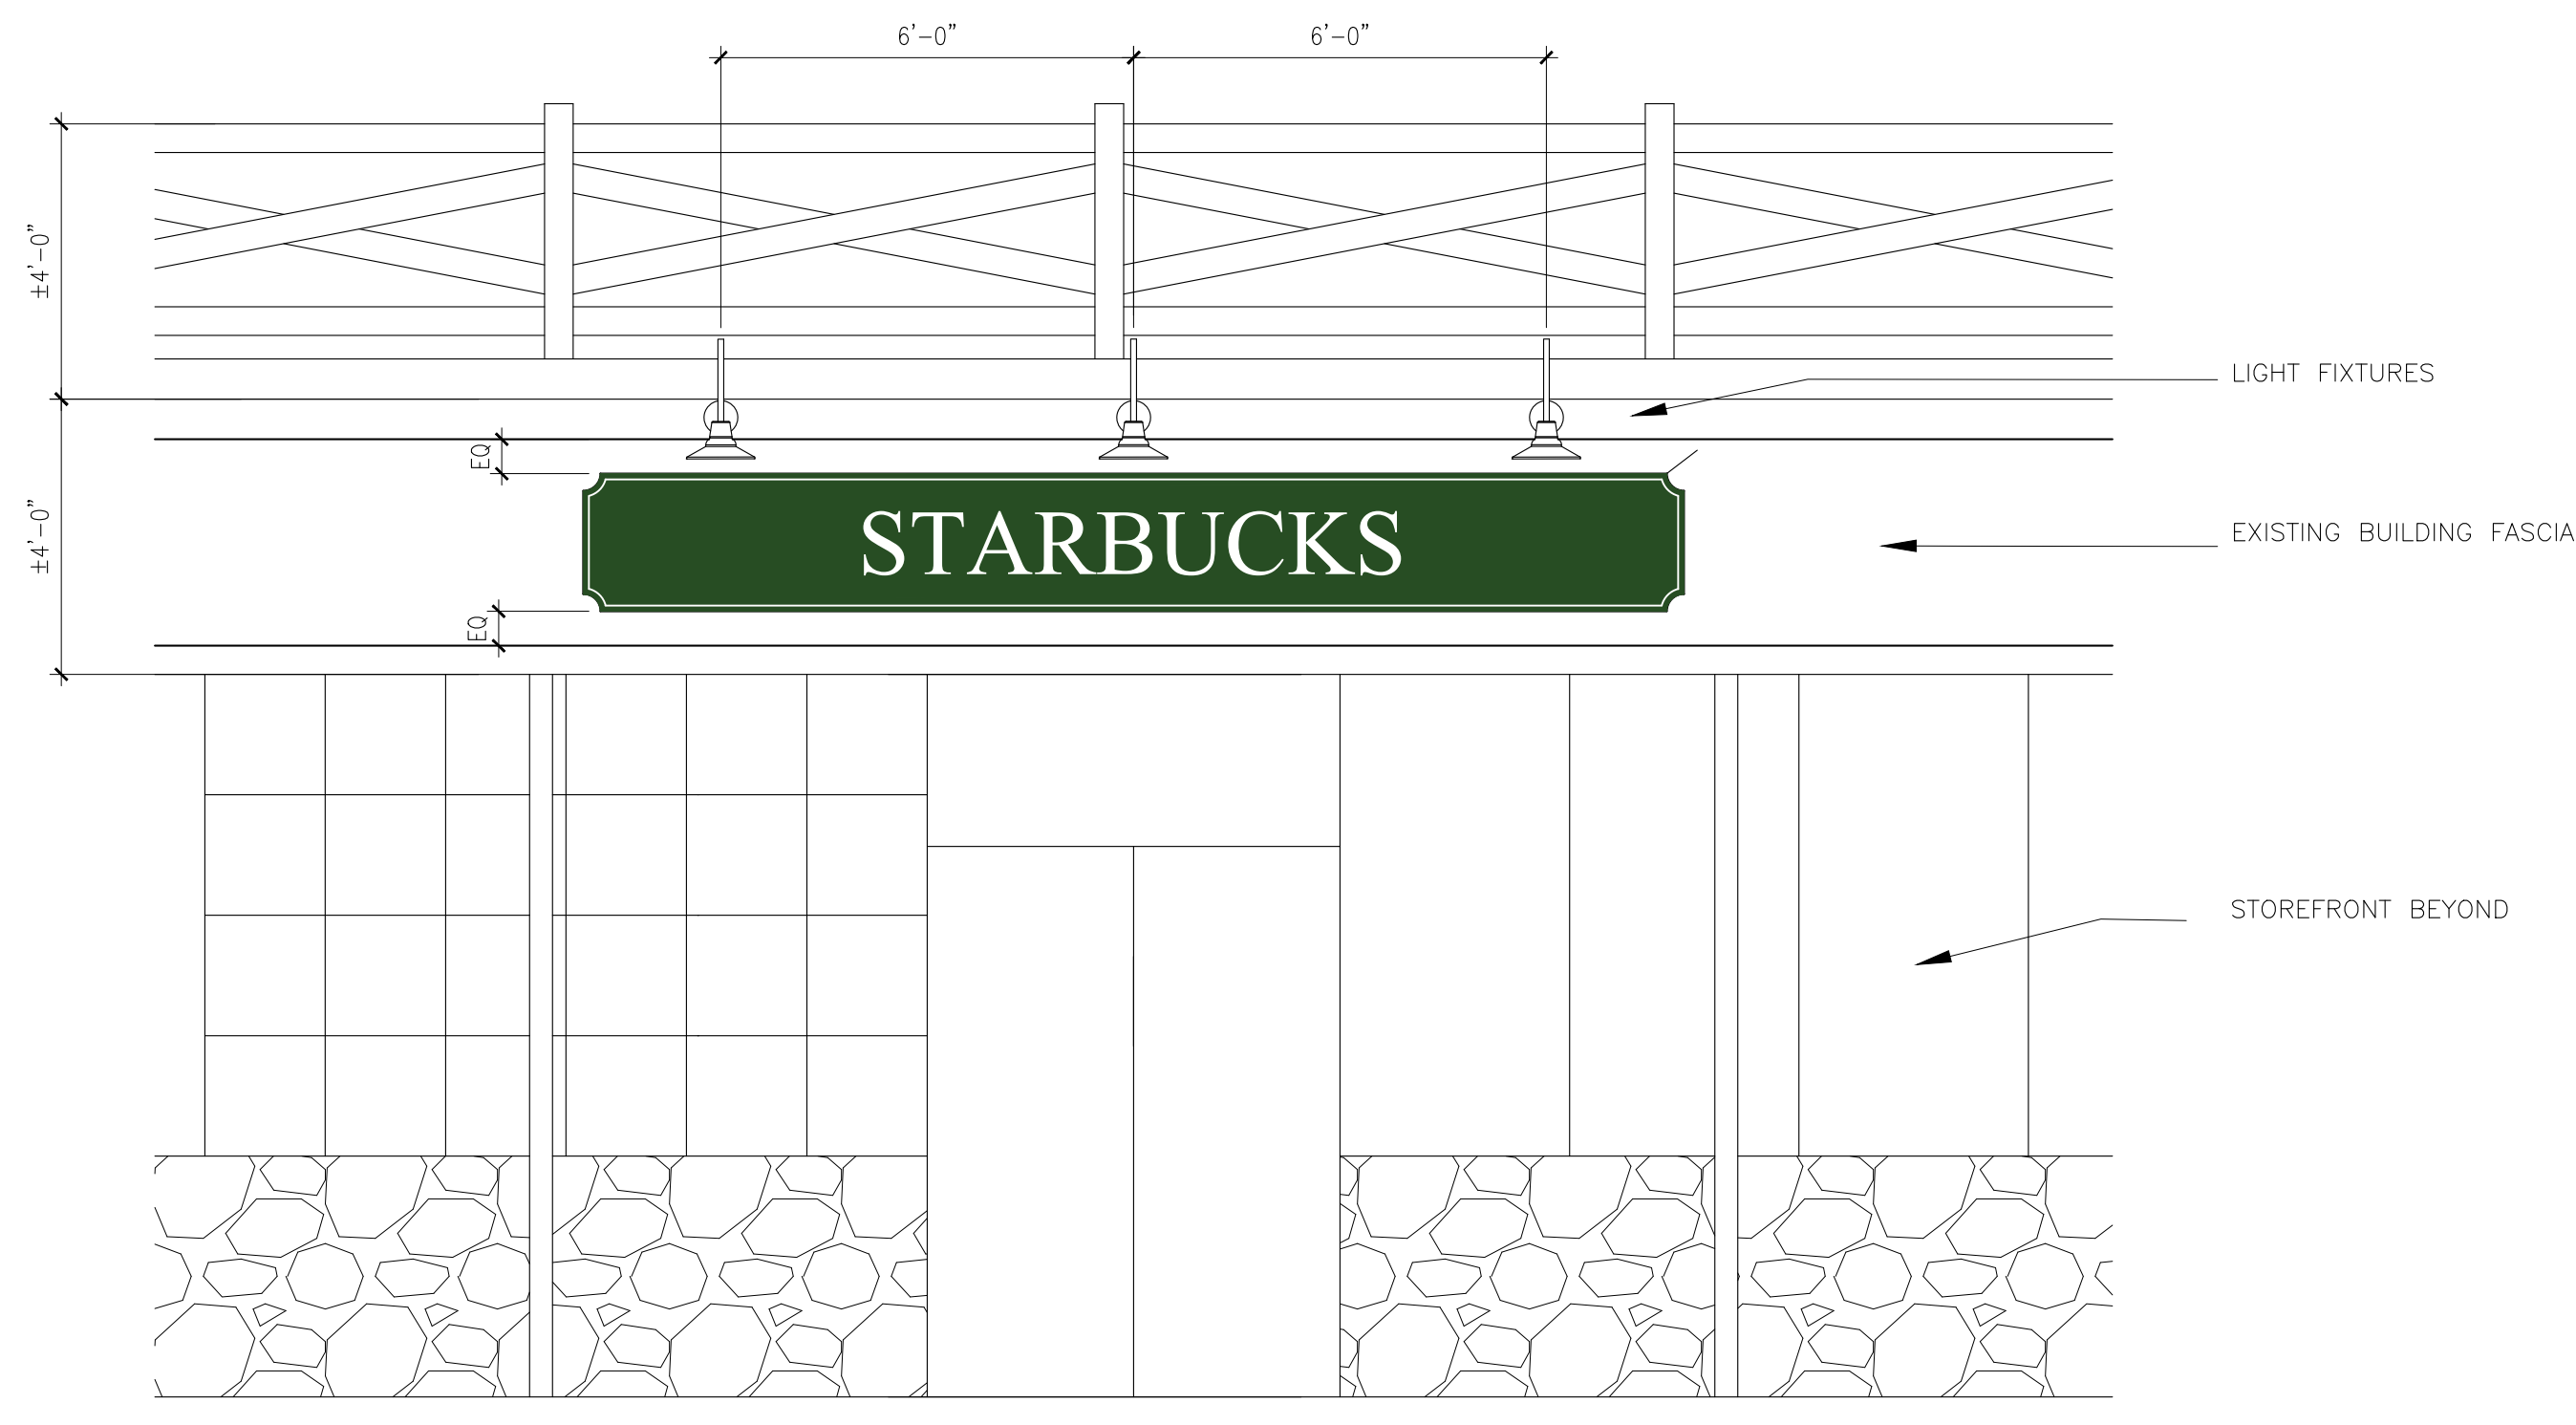 6'-0" 6'-0"
±4'-0"
LIGHT FIXTURES
EQ
STARBUCKS
±4'-0"
EXISTING BUILDING FASCIA
EQ
STOREFRONT BEYOND